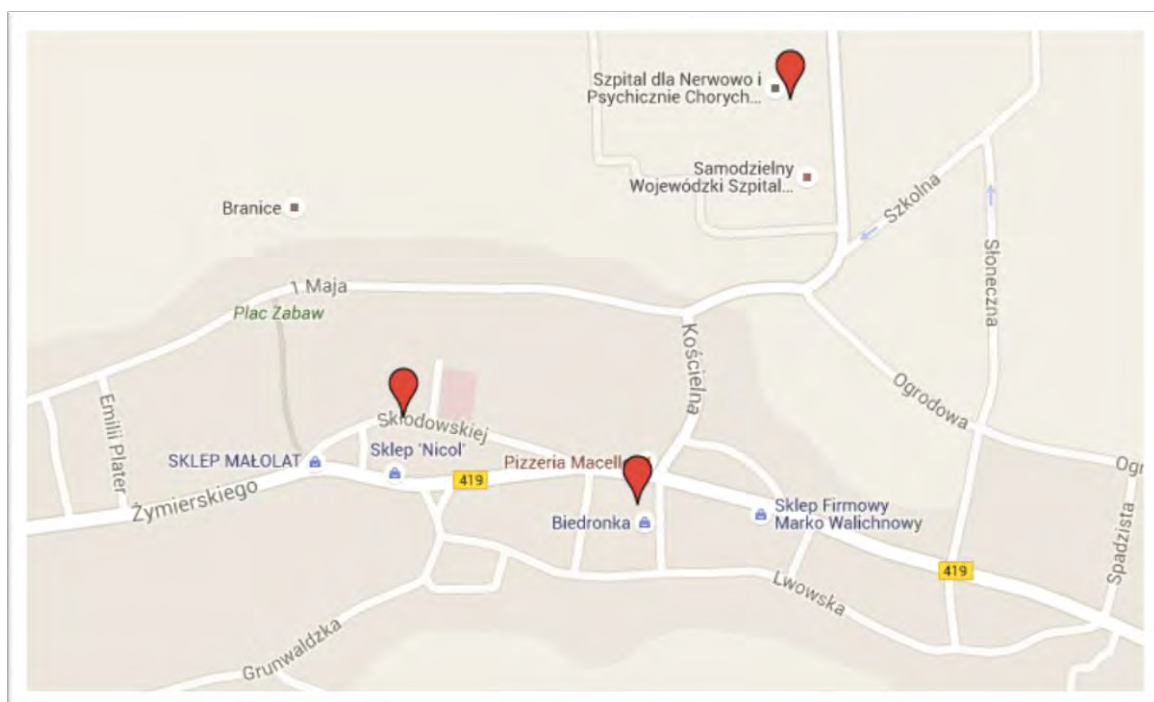 Szpital dla Nerwowo i
Psychicznie Chorych...
Samodzielny
Wojewódzki Szpital...
Branice
Szkolna
Słoneczna
1 Maja
Plac Zabaw
Kościelna
Ogrodowa
Emilii Plater
Skłodowskiej
SKLEP MAŁOLAT
Sklep 'Nicol'
Pizzeria Macell
419
Żymierskiego
Biedronka
Sklep Firmowy
Marko Walichnowy
Spadzista
419
Lwowska
Grunwaldzka